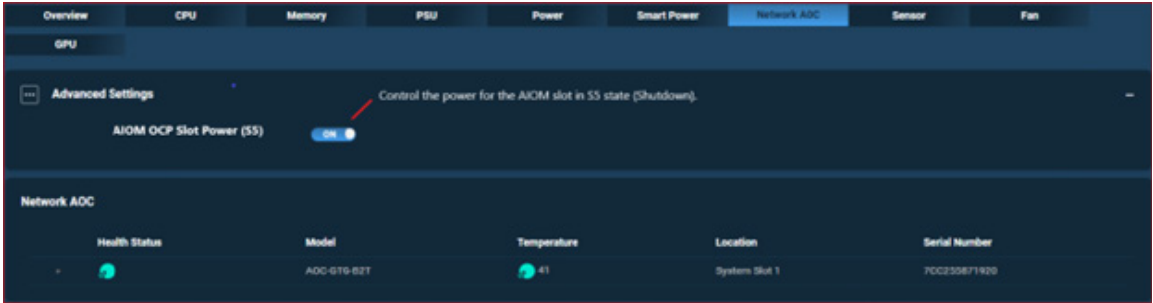 Overview CPU Memory PSU Power Smart Power Network AOC Sensor Fan
GPU
Advanced Settings
Control the power for the AIOM slot in S5 state (Shutdown).
AIOM OCP Slot Power (S5) ON
Network AOC
Health Status Model Temperature Location Serial Number
AOC-GTG-B2T 41 System Slot 1 7CC255871920